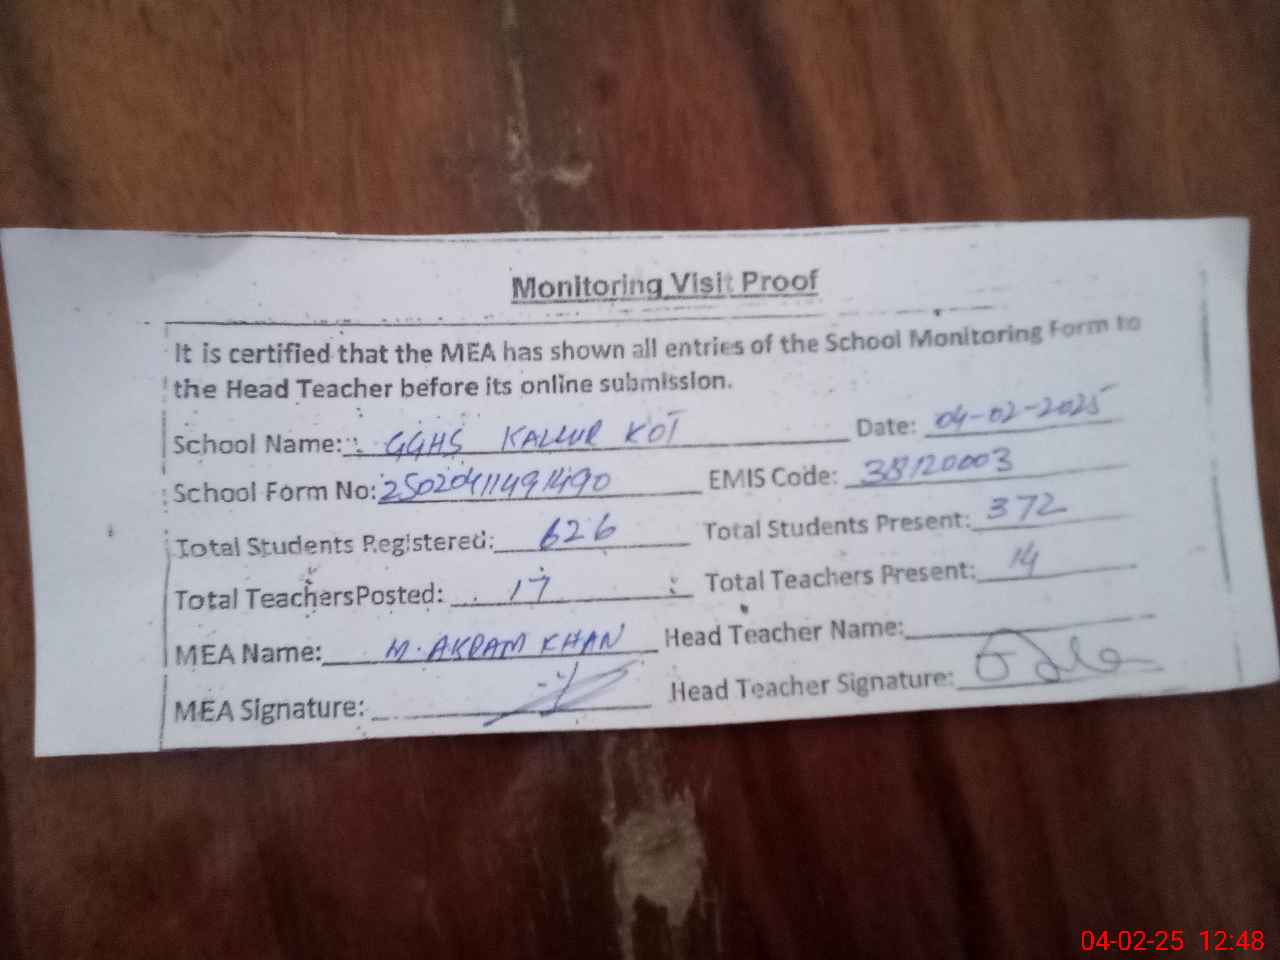 Monitoring Visit Proof
It is certified that the MEA has shown all entries of the School Monitoring Form to
the Head Teacher before its online submission.
School Name: GGHS KALLUR KOT Date: 04-02-2025
School Form No: 2502041149490 EMIS Code: 38120003
Total Students Registered: 626 Total Students Present: 372
Total TeachersPosted: 17 Total Teachers Present: 14
MEA Name: M. AKRAM KHAN Head Teacher Name:
MEA Signature: Head Teacher Signature:
04-02-25 12:48